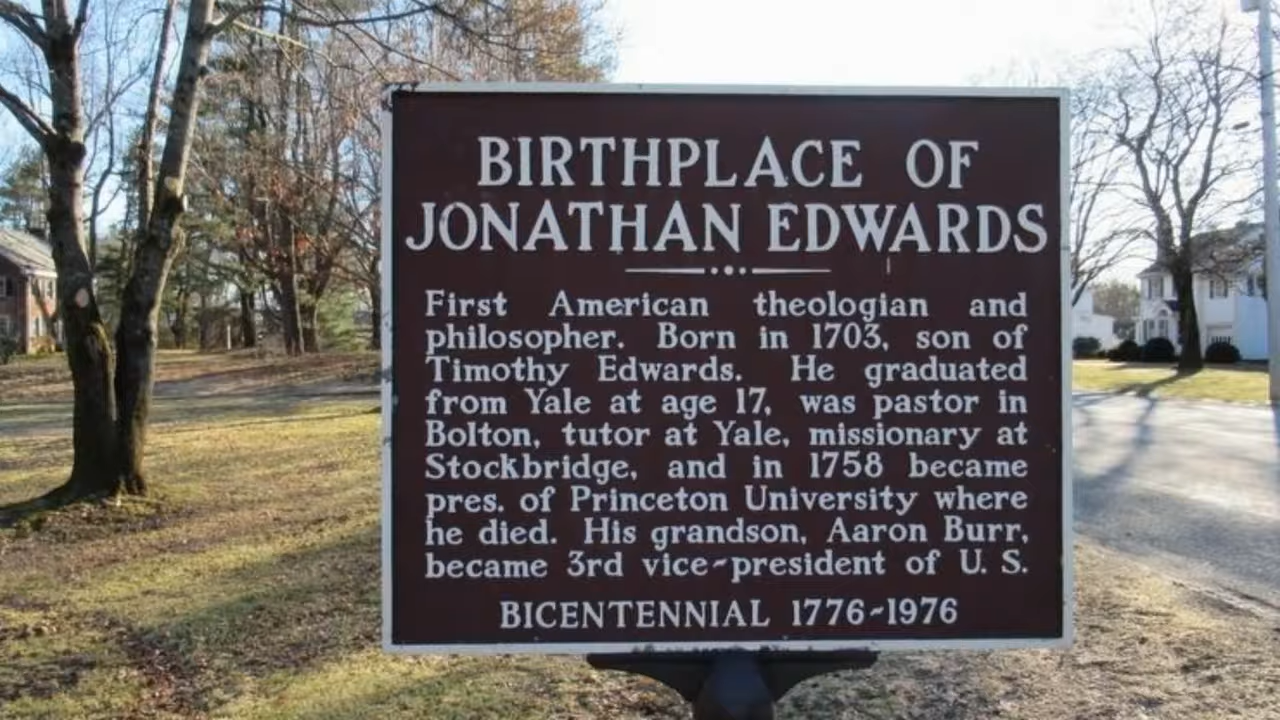 BIRTHPLACE OF
JONATHAN EDWARDS
First American theologian and
philosopher. Born in 1703, son of
Timothy Edwards. He graduated
from Yale at age 17, was pastor in
Bolton, tutor at Yale, missionary at
Stockbridge, and in 1758 became
pres. of Princeton University where
he died. His grandson, Aaron Burr,
became 3rd vice-president of U. S.
BICENTENNIAL 1776-1976